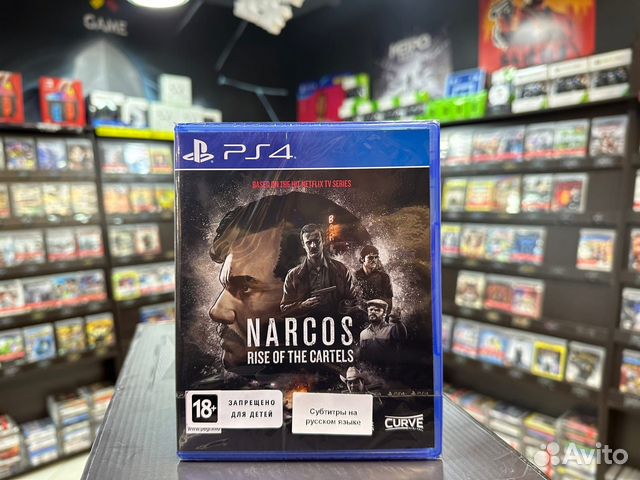 GAME
METRO
PS4
BASED ON THE HIT NETFLIX TV SERIES
NARCOS
RISE OF THE CARTELS
18+
ЗАПРЕЩЕНО
ДЛЯ ДЕТЕЙ
Субтитры на
русском языке
CURVE
Avito